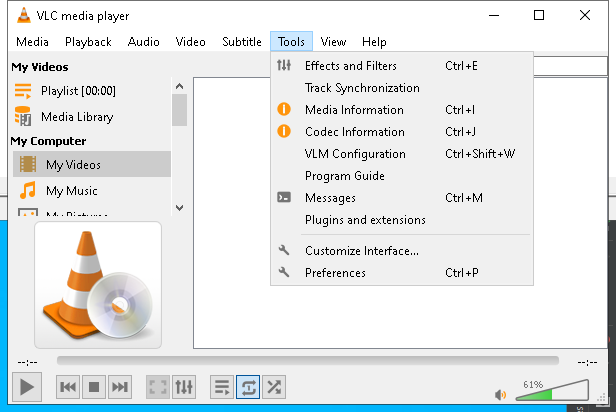 VLC media player
Media Playback Audio Video Subtitle Tools View Help
My Videos
Playlist [00:00]
Media Library
My Computer
My Videos
My Music
My Pictures
Effects and Filters Ctrl+E
Track Synchronization
Media Information Ctrl+I
Codec Information Ctrl+J
VLM Configuration Ctrl+Shift+W
Program Guide
Messages Ctrl+M
Plugins and extensions
Customize Interface...
Preferences Ctrl+P
--:-- --:--
61%